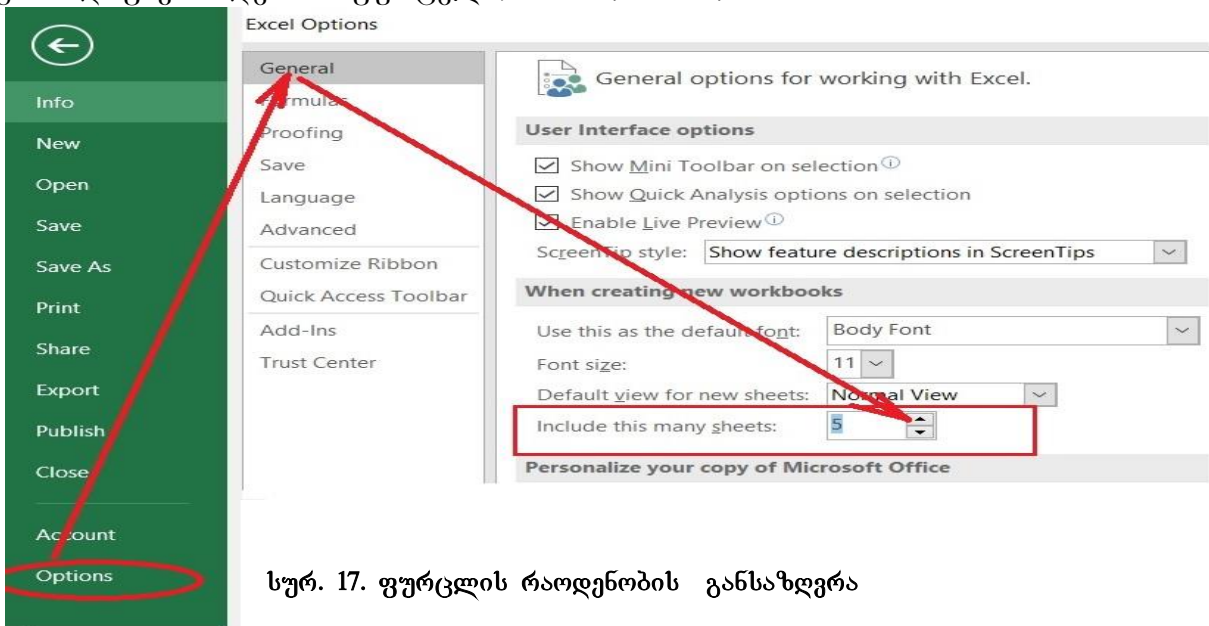 Excel Options
Info
New
Open
Save
Save As
Print
Share
Export
Publish
Close
Account
Options
General
Formulas
Proofing
Save
Language
Advanced
Customize Ribbon
Quick Access Toolbar
Add-Ins
Trust Center
General options for working with Excel.
User Interface options
Show Mini Toolbar on selection
Show Quick Analysis options on selection
Enable Live Preview
ScreenTip style: Show feature descriptions in ScreenTips
When creating new workbooks
Use this as the default font: Body Font
Font size: 11
Default view for new sheets: Normal View
Include this many sheets: 5
Personalize your copy of Microsoft Office
სურ. 17. ფურცლის რაოდენობის განსაზღვრა